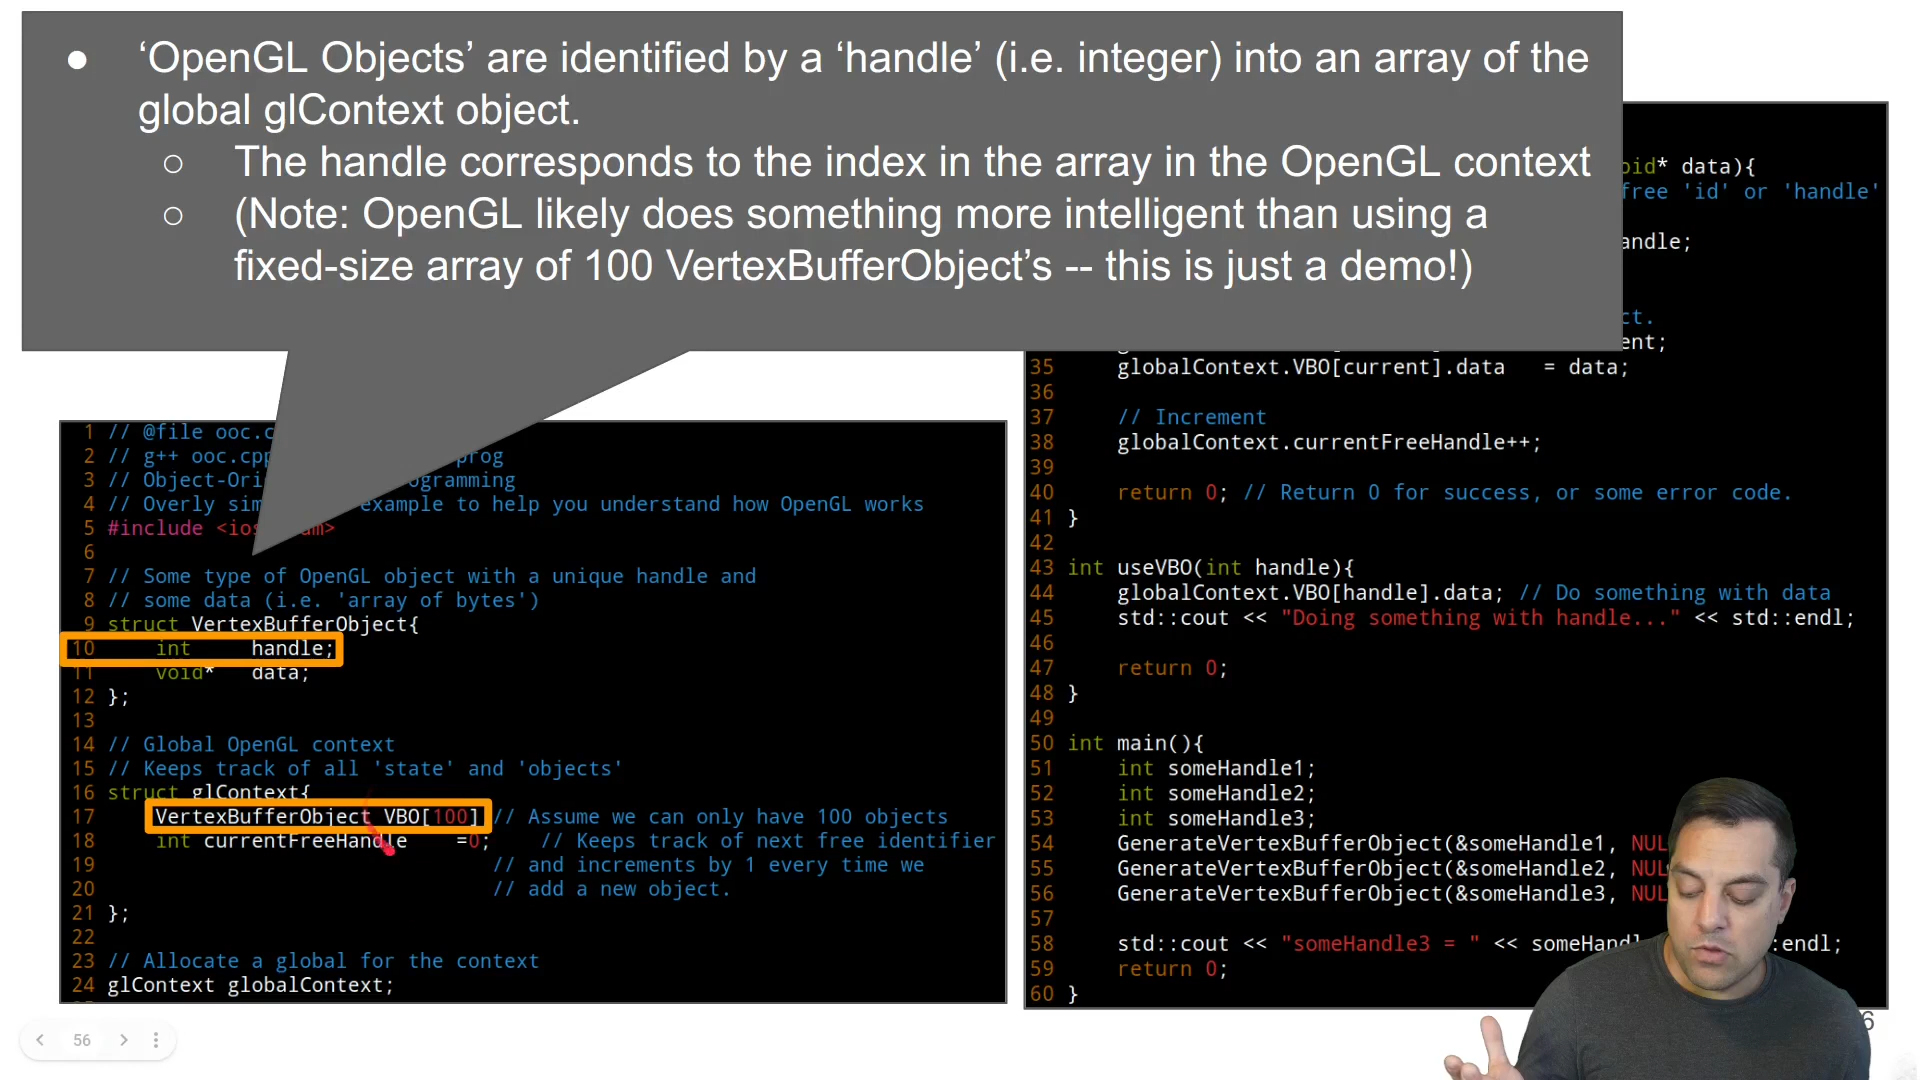 ● ‘OpenGL Objects’ are identified by a ‘handle’ (i.e. integer) into an array of the
global glContext object.
○ The handle corresponds to the index in the array in the OpenGL context
○ (Note: OpenGL likely does something more intelligent than using a
fixed-size array of 100 VertexBufferObject’s -- this is just a demo!)
1 // @file ooc.c
2 // g++ ooc.cpp prog
3 // Object-Ori ogramming
4 // Overly sim example to help you understand how OpenGL works
5 #include <ios am>
6
7 // Some type of OpenGL object with a unique handle and
8 // some data (i.e. 'array of bytes')
9 struct VertexBufferObject{
10 int handle;
11 void* data;
12 };
13
14 // Global OpenGL context
15 // Keeps track of all 'state' and 'objects'
16 struct glContext{
17 VertexBufferObject VBO[100] // Assume we can only have 100 objects
18 int currentFreeHandle =0; // Keeps track of next free identifier
19 // and increments by 1 every time we
20 // add a new object.
21 };
22
23 // Allocate a global for the context
24 glContext globalContext;
oid* data){
free 'id' or 'handle'
andle;
ct.
ent;
35 globalContext.VBO[current].data = data;
36
37 // Increment
38 globalContext.currentFreeHandle++;
39
40 return 0; // Return 0 for success, or some error code.
41 }
42
43 int useVBO(int handle){
44 globalContext.VBO[handle].data; // Do something with data
45 std::cout << "Doing something with handle..." << std::endl;
46
47 return 0;
48 }
49
50 int main(){
51 int someHandle1;
52 int someHandle2;
53 int someHandle3;
54 GenerateVertexBufferObject(&someHandle1, NUL
55 GenerateVertexBufferObject(&someHandle2, NUL
56 GenerateVertexBufferObject(&someHandle3, NUL
57
58 std::cout << "someHandle3 = " << someHand ::endl;
59 return 0;
60 }
56
6